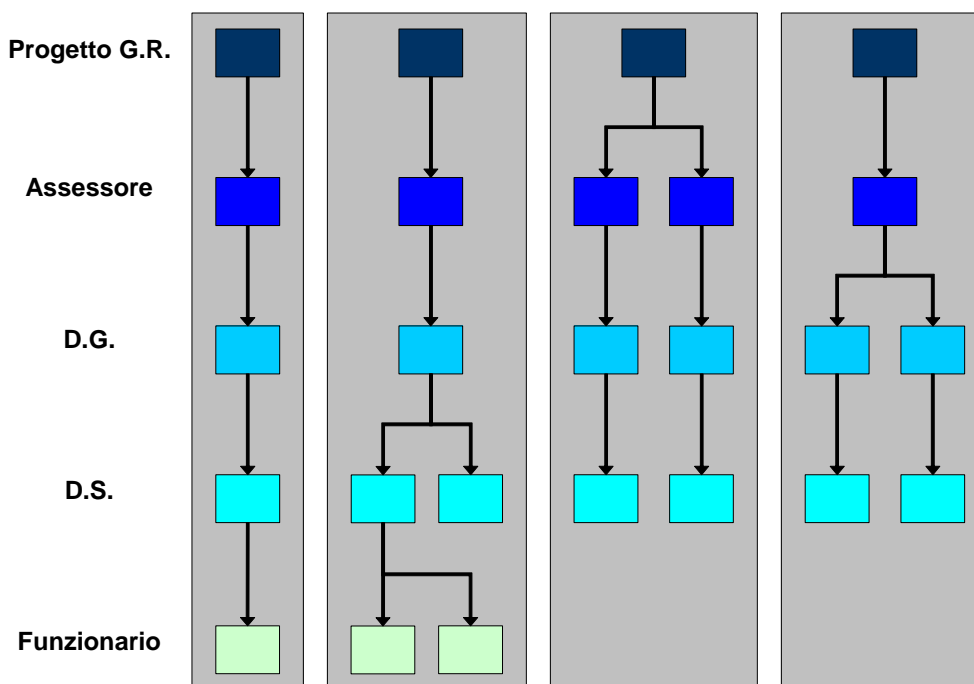 Progetto G.R.
Assessore
D.G.
D.S.
Funzionario